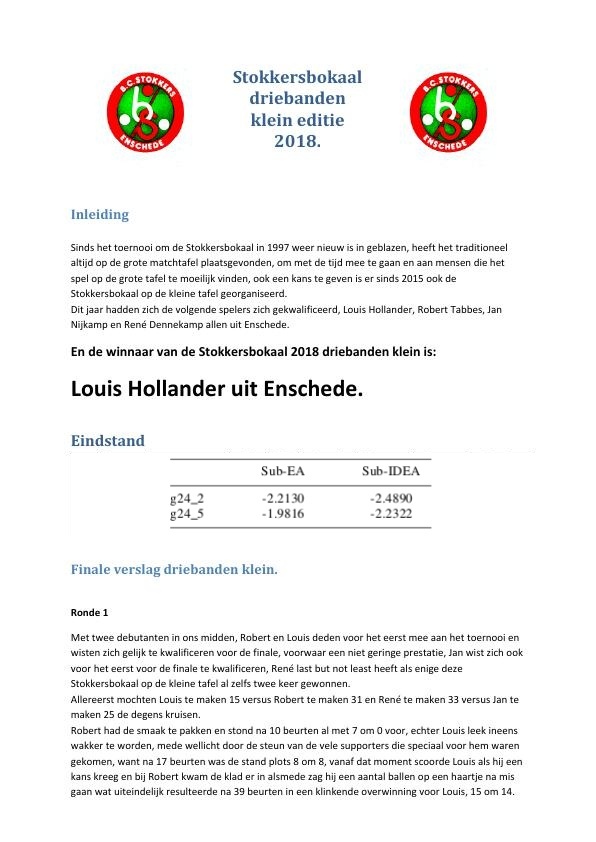 B.C. STOKKERS
ENSCHEDE
Stokkersbokaal
driebanden
klein editie
2018.
B.C. STOKKERS
ENSCHEDE
Inleiding
Sinds het toernooi om de Stokkersbokaal in 1997 weer nieuw is in geblazen, heeft het traditioneel
altijd op de grote matchtafel plaatsgevonden, om met de tijd mee te gaan en aan mensen die het
spel op de grote tafel te moeilijk vinden, ook een kans te geven is er sinds 2015 ook de
Stokkersbokaal op de kleine tafel georganiseerd.
Dit jaar hadden zich de volgende spelers zich gekwalificeerd, Louis Hollander, Robert Tabbes, Jan
Nijkamp en René Dennekamp allen uit Enschede.
En de winnaar van de Stokkersbokaal 2018 driebanden klein is:
Louis Hollander uit Enschede.
Eindstand
Sub-EA Sub-IDEA
g24_2 -2.2130 -2.4890
g24_5 -1.9816 -2.2322
Finale verslag driebanden klein.
Ronde 1
Met twee debutanten in ons midden, Robert en Louis deden voor het eerst mee aan het toernooi en
wisten zich gelijk te kwalificeren voor de finale, voorwaar een niet geringe prestatie, Jan wist zich ook
voor het eerst voor de finale te kwalificeren, René last but not least heeft als enige deze
Stokkersbokaal op de kleine tafel al zelfs twee keer gewonnen.
Allereerst mochten Louis te maken 15 versus Robert te maken 31 en René te maken 33 versus Jan te
maken 25 de degens kruisen.
Robert had de smaak te pakken en stond na 10 beurten al met 7 om 0 voor, echter Louis leek ineens
wakker te worden, mede wellicht door de steun van de vele supporters die speciaal voor hem waren
gekomen, want na 17 beurten was de stand plots 8 om 8, vanaf dat moment scoorde Louis als hij een
kans kreeg en bij Robert kwam de klad er in alsmede zag hij een aantal ballen op een haartje na mis
gaan wat uiteindelijk resulteerde na 39 beurten in een klinkende overwinning voor Louis, 15 om 14.